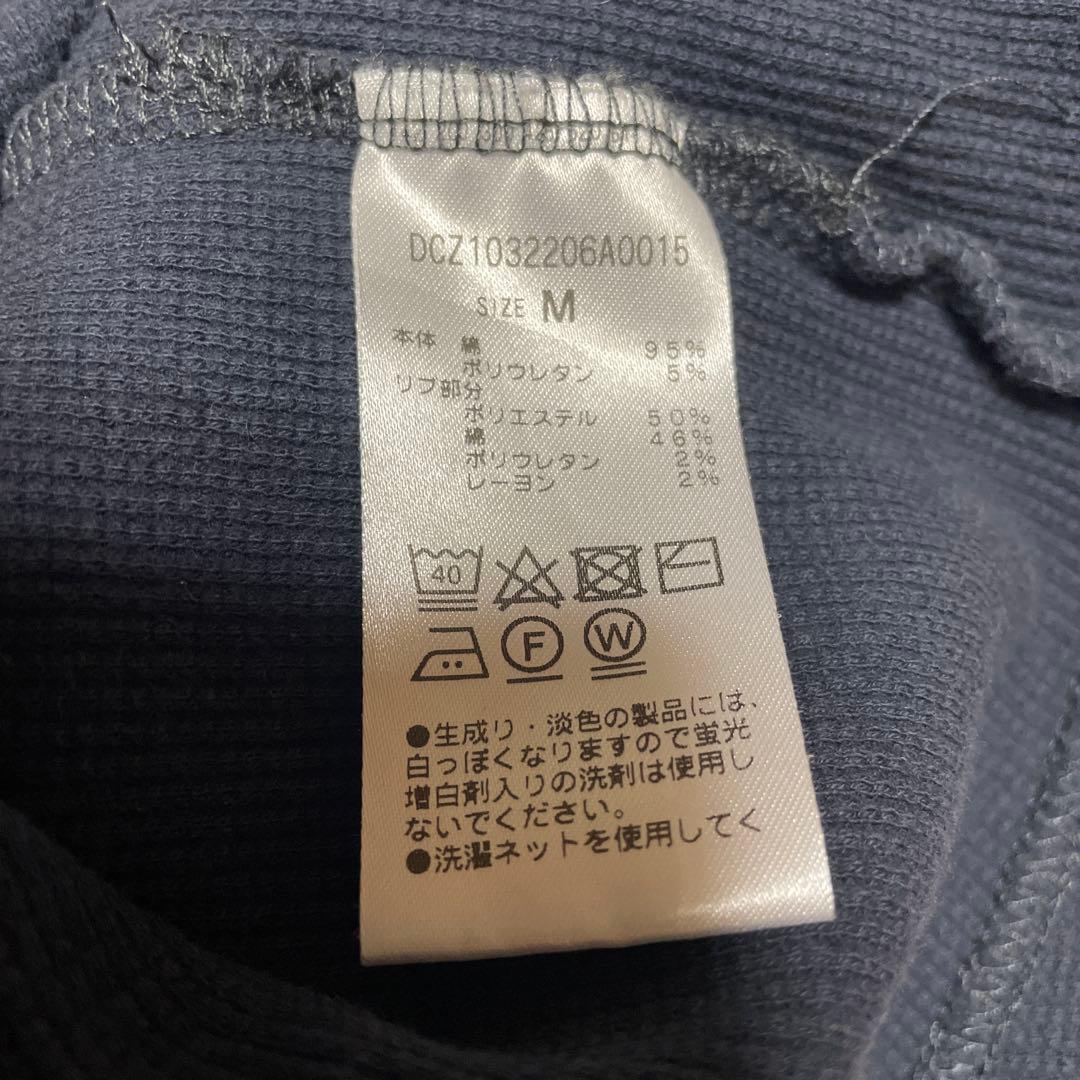 DCZ1032206A0015
SIZE M
本体 綿 95%
ポリウレタン 5%
リブ部分
ポリエステル 50%
綿 46%
ポリウレタン 2%
レーヨン 2%
40
F W
●生成り・淡色の製品には、
白っぽくなりますので蛍光
増白剤入りの洗剤は使用し
ないでください。
●洗濯ネットを使用してく